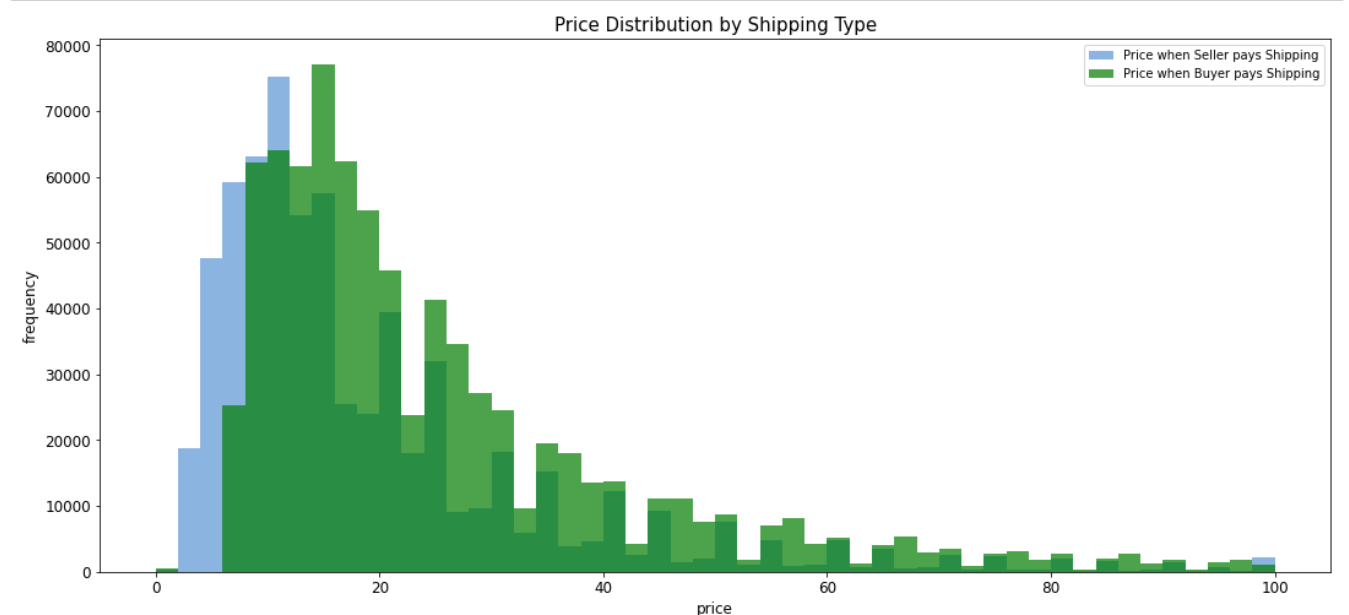 Price Distribution by Shipping Type
Price when Seller pays Shipping
Price when Buyer pays Shipping
80000
70000
60000
50000
40000
30000
20000
10000
0
frequency
0 20 40 60 80 100
price